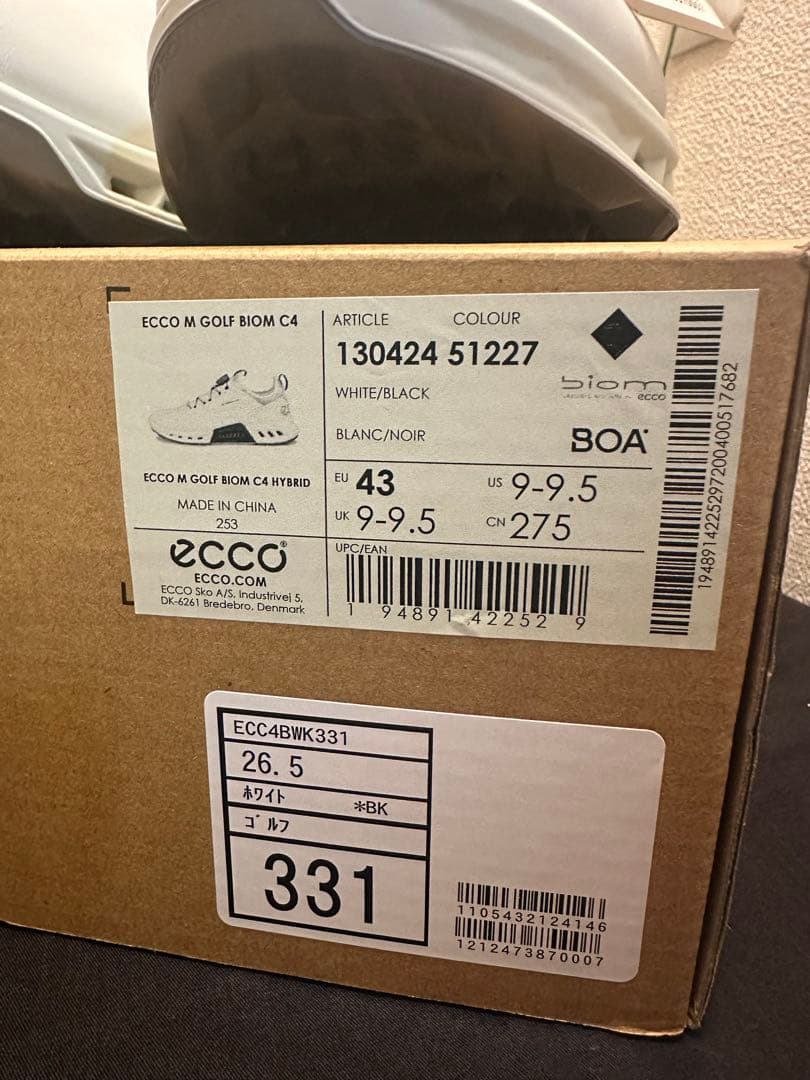 ECCO M GOLF BIOM C4
ECCO M GOLF BIOM C4 HYBRID
MADE IN CHINA
253
ecco®
ECCO.COM
ECCO Sko A/S, Industrivej 5,
DK-6261 Bredebro, Denmark
ARTICLE COLOUR
130424 51227
WHITE/BLACK
BLANC/NOIR
biom
ecco
BOA
EU 43 US 9-9.5
UK 9-9.5 CN 275
UPC/EAN
1 94891 42252 9
1948914225297200400517682
ECC4BWK331
26.5
ホワイト *BK
ゴルフ
331
1105432124146
1212473870007